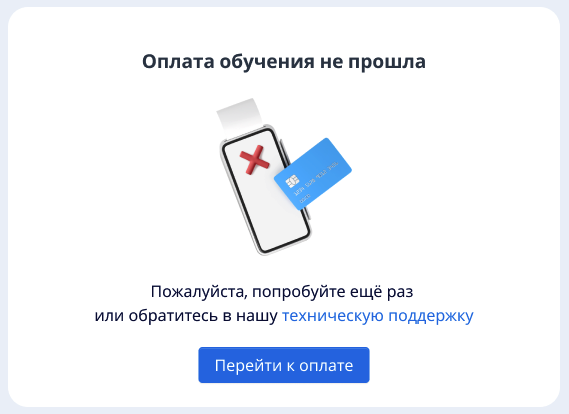 Оплата обучения не прошла
Пожалуйста, попробуйте ещё раз
или обратитесь в нашу техническую поддержку
Перейти к оплате